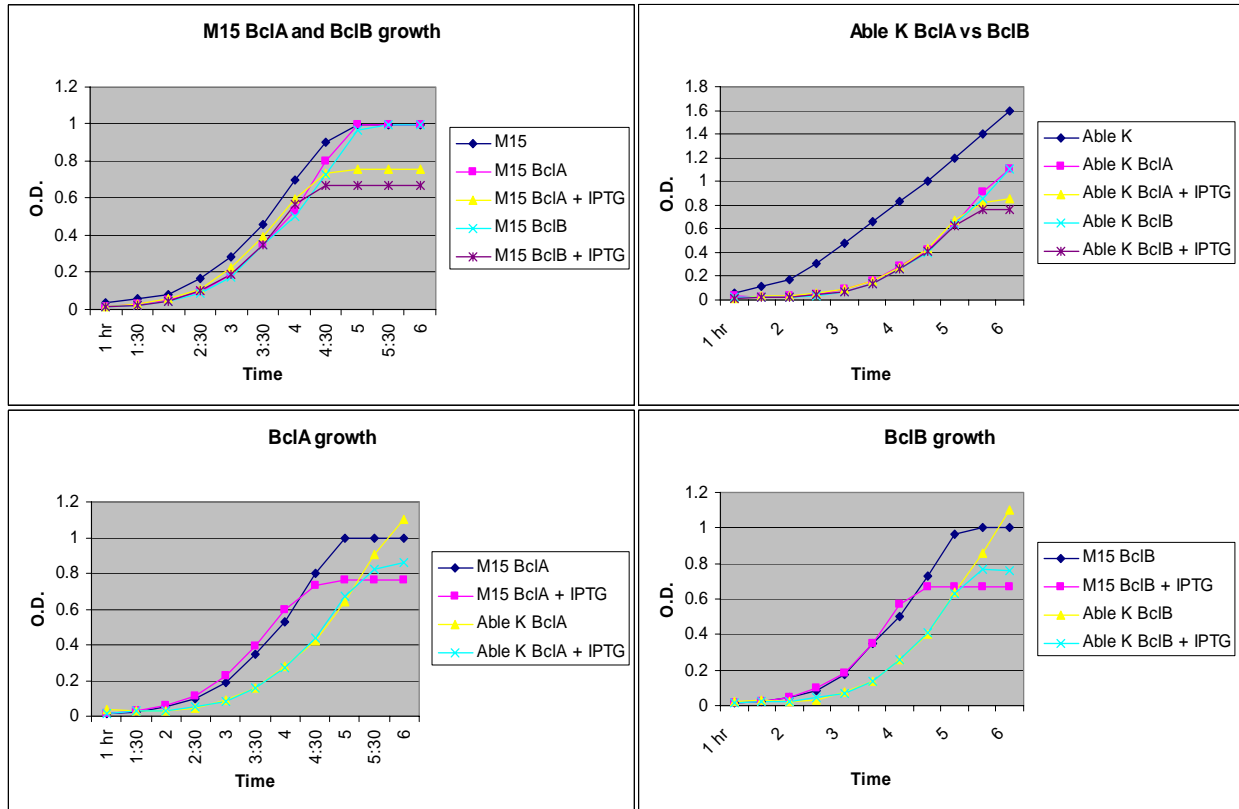 M15 BclA and BclB growth
O.D.
1.2
1
0.8
0.6
0.4
0.2
0
1 hr
1:30
2
2:30
3
3:30
4
4:30
5
5:30
6
Time
M15
M15 BclA
M15 BclA + IPTG
M15 BclB
M15 BclB + IPTG
Able K BclA vs BclB
O.D.
1.8
1.6
1.4
1.2
1
0.8
0.6
0.4
0.2
0
1 hr
2
3
4
5
6
Time
Able K
Able K BclA
Able K BclA + IPTG
Able K BclB
Able K BclB + IPTG
BclA growth
O.D.
1.2
1
0.8
0.6
0.4
0.2
0
1 hr
1:30
2
2:30
3
3:30
4
4:30
5
5:30
6
Time
M15 BclA
M15 BclA + IPTG
Able K BclA
Able K BclA + IPTG
BclB growth
O.D.
1.2
1
0.8
0.6
0.4
0.2
0
1 hr
2
3
4
5
6
Time
M15 BclB
M15 BclB + IPTG
Able K BclB
Able K BclB + IPTG